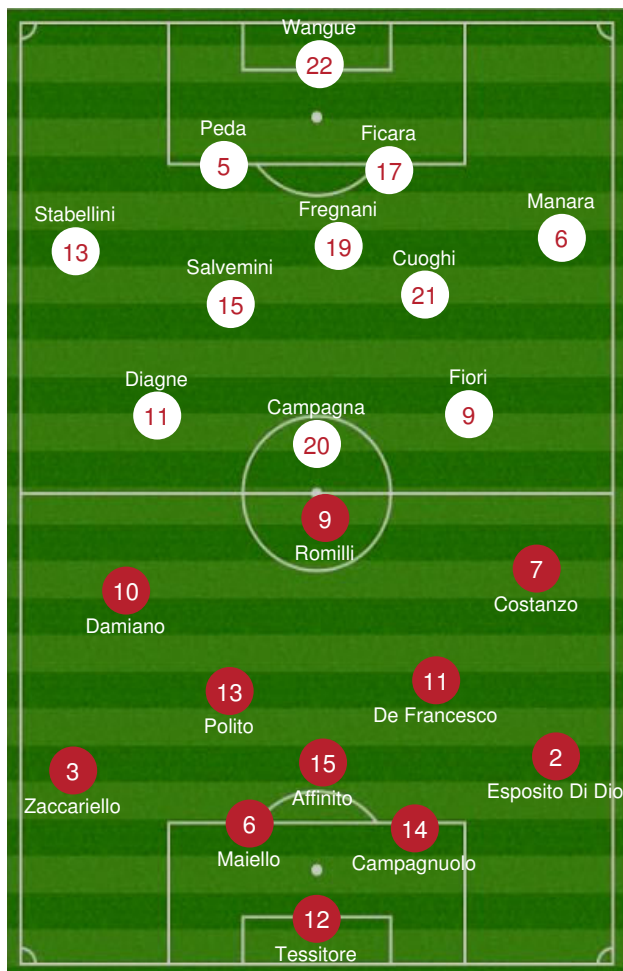 Wangue
22
Peda
5
Ficara
17
Stabellini
13
Fregnani
19
Manara
6
Salvemini
15
Cuoghi
21
Diagne
11
Campagna
20
Fiori
9
9
Romilli
10
Damiano
7
Costanzo
13
Polito
11
De Francesco
3
Zaccariello
15
Affinito
2
Esposito Di Dio
6
Maiello
14
Campagnuolo
12
Tessitore